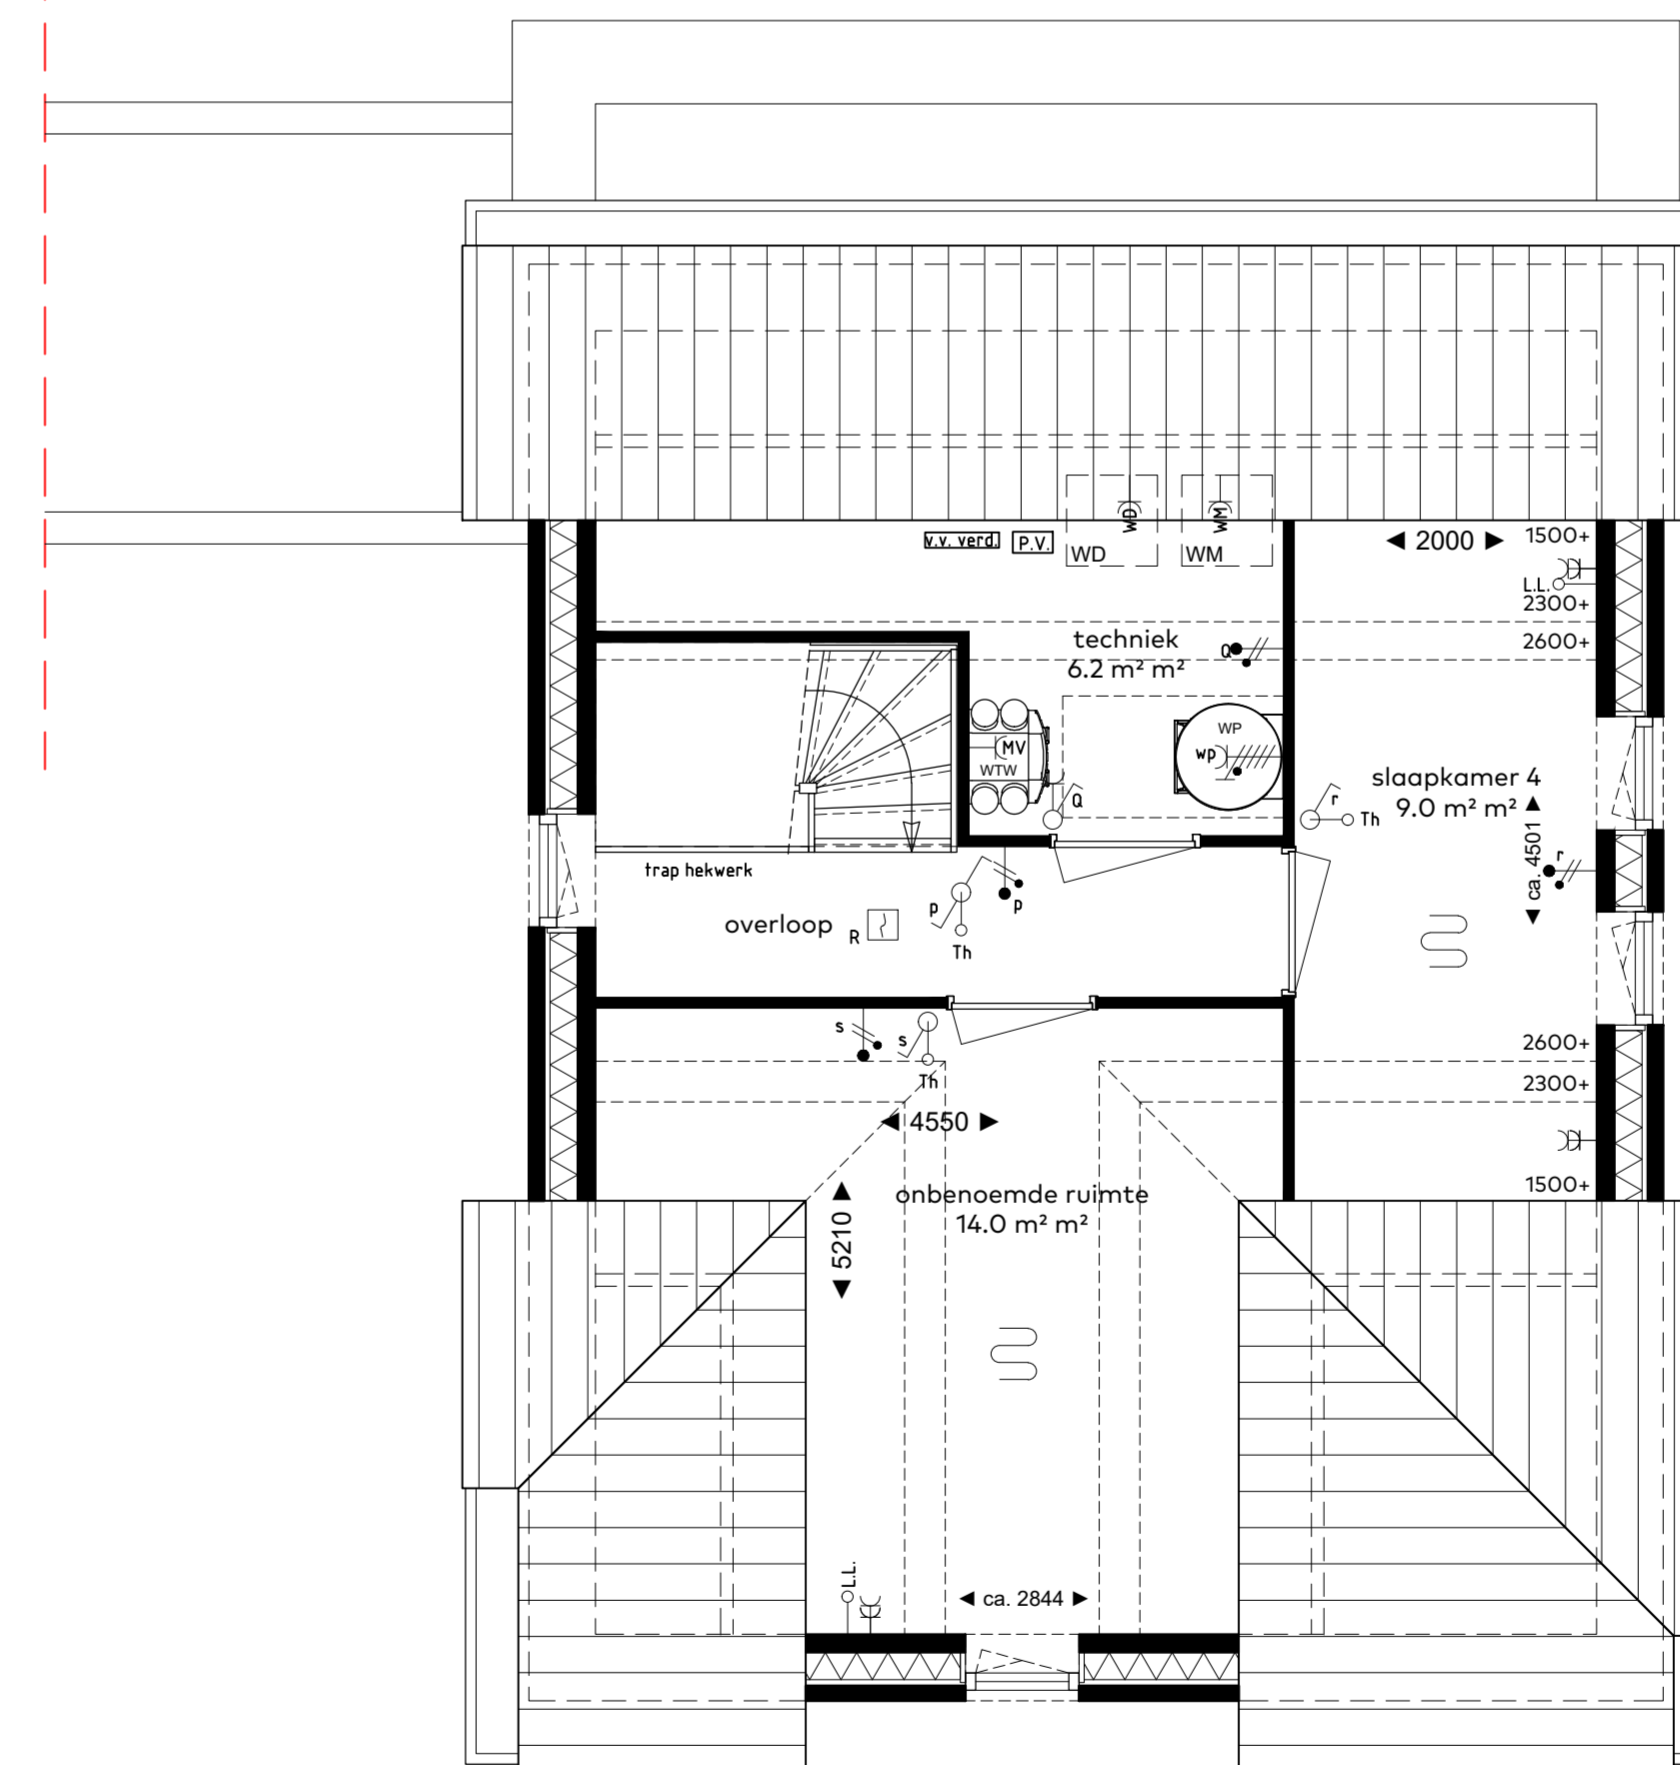 WD
WM
v.v. verd.
P.V.
WD
WM
◄ 2000 ►
1500+
L.L.
2300+
2600+
techniek
6.2 m² m²
Q
WP
wp
MV
WTW
Q
slaapkamer 4
9.0 m² m²
r
Th
◄ ca. 4501 ►
r
trap hekwerk
overloop
R
p
Th
p
s
s
Th
2600+
2300+
1500+
◄ 4550 ►
onbenoemde ruimte
14.0 m² m²
◄ 5210 ►
L.L.
◄ ca. 2844 ►